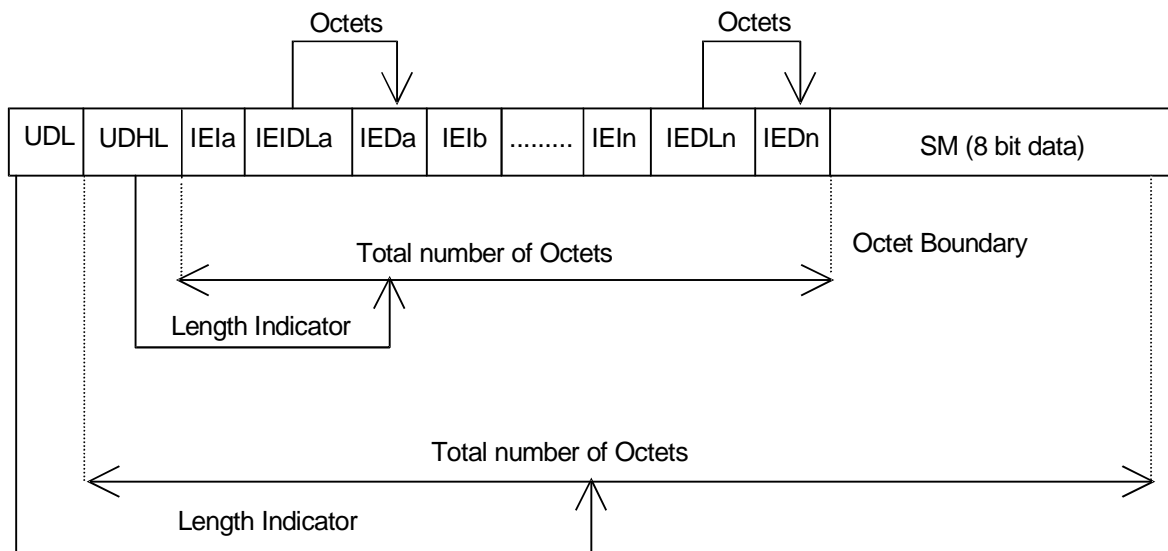 Octets Octets
UDL UDHL IEIa IEIDLa IEDa IEIb ......... IEIn IEDLn IEDn SM (8 bit data)
Total number of Octets Octet Boundary
Length Indicator
Total number of Octets
Length Indicator